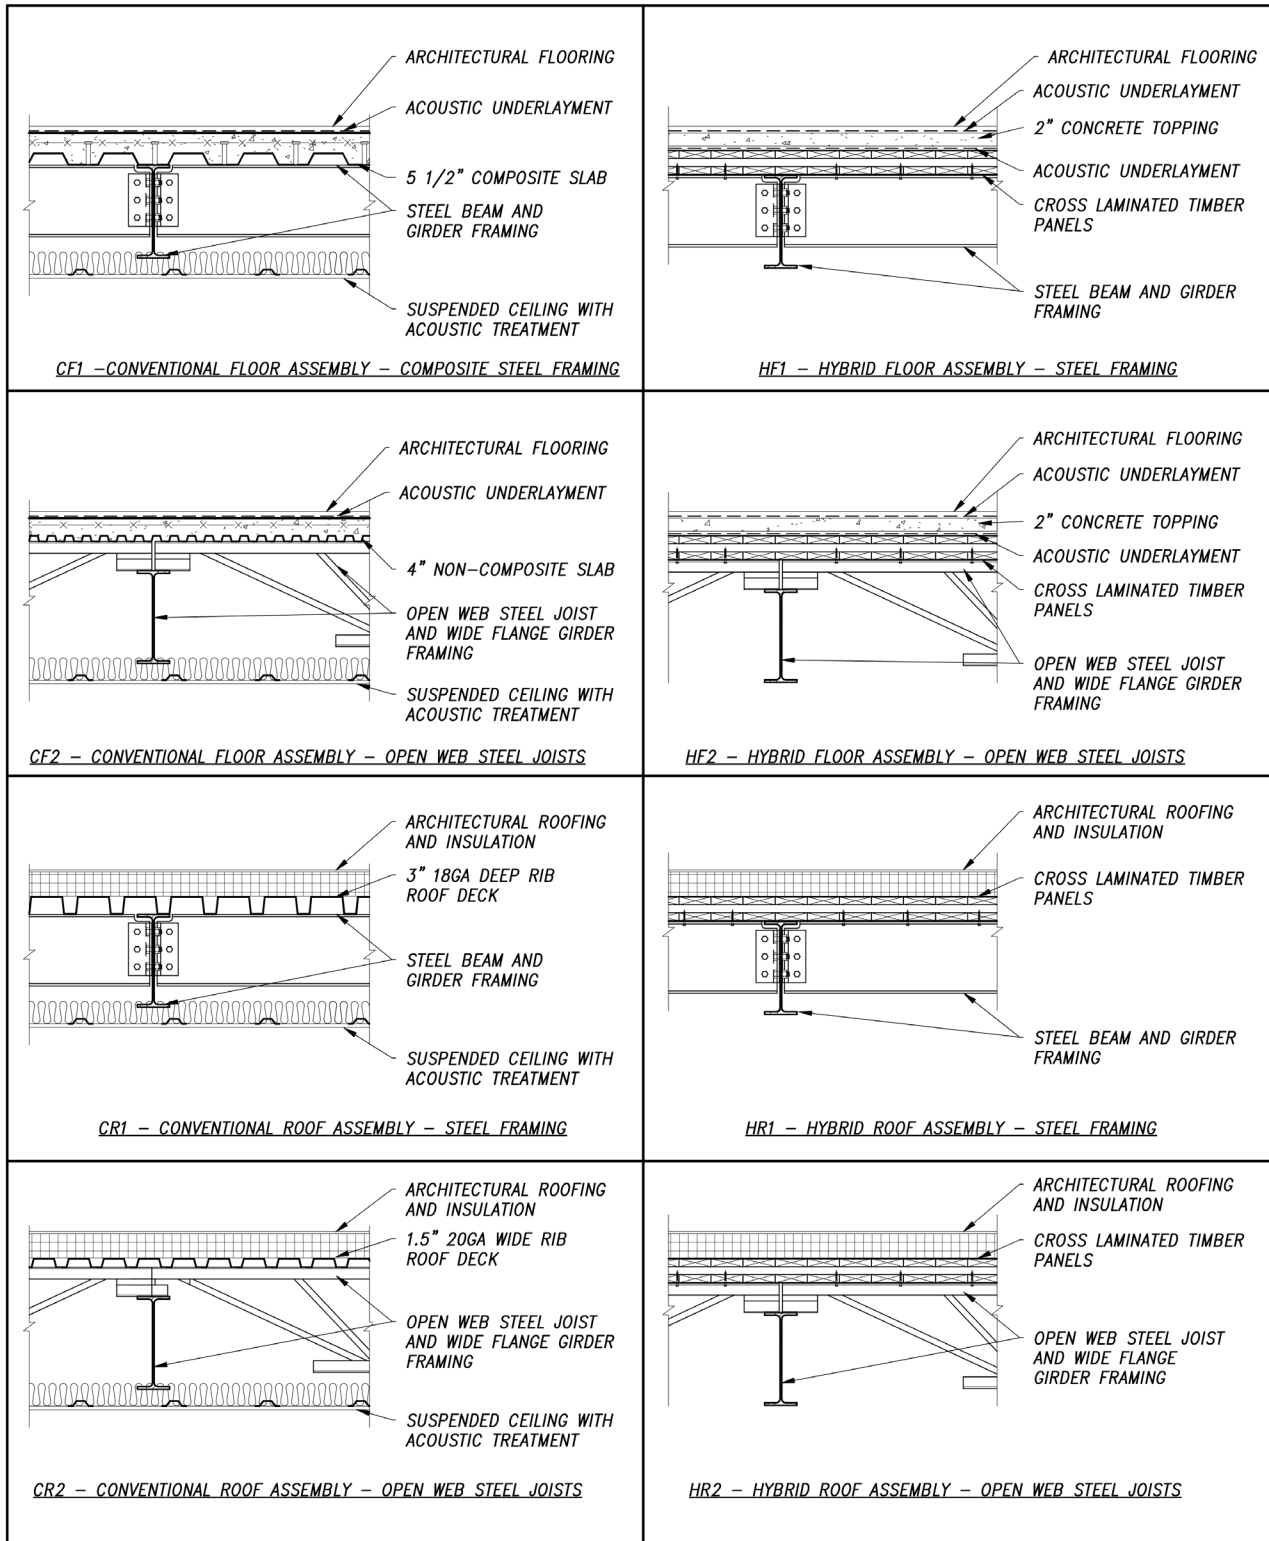 ARCHITECTURAL FLOORING
ACOUSTIC UNDERLAYMENT
5 1/2" COMPOSITE SLAB
STEEL BEAM AND
GIRDER FRAMING
SUSPENDED CEILING WITH
ACOUSTIC TREATMENT
CF1 –CONVENTIONAL FLOOR ASSEMBLY – COMPOSITE STEEL FRAMING
ARCHITECTURAL FLOORING
ACOUSTIC UNDERLAYMENT
2" CONCRETE TOPPING
ACOUSTIC UNDERLAYMENT
CROSS LAMINATED TIMBER
PANELS
STEEL BEAM AND GIRDER
FRAMING
HF1 – HYBRID FLOOR ASSEMBLY – STEEL FRAMING
ARCHITECTURAL FLOORING
ACOUSTIC UNDERLAYMENT
4" NON–COMPOSITE SLAB
OPEN WEB STEEL JOIST
AND WIDE FLANGE GIRDER
FRAMING
SUSPENDED CEILING WITH
ACOUSTIC TREATMENT
CF2 – CONVENTIONAL FLOOR ASSEMBLY – OPEN WEB STEEL JOISTS
ARCHITECTURAL FLOORING
ACOUSTIC UNDERLAYMENT
2" CONCRETE TOPPING
ACOUSTIC UNDERLAYMENT
CROSS LAMINATED TIMBER
PANELS
OPEN WEB STEEL JOIST
AND WIDE FLANGE GIRDER
FRAMING
HF2 – HYBRID FLOOR ASSEMBLY – OPEN WEB STEEL JOISTS
ARCHITECTURAL ROOFING
AND INSULATION
3" 18GA DEEP RIB
ROOF DECK
STEEL BEAM AND
GIRDER FRAMING
SUSPENDED CEILING WITH
ACOUSTIC TREATMENT
CR1 – CONVENTIONAL ROOF ASSEMBLY – STEEL FRAMING
ARCHITECTURAL ROOFING
AND INSULATION
CROSS LAMINATED TIMBER
PANELS
STEEL BEAM AND GIRDER
FRAMING
HR1 – HYBRID ROOF ASSEMBLY – STEEL FRAMING
ARCHITECTURAL ROOFING
AND INSULATION
1.5" 20GA WIDE RIB
ROOF DECK
OPEN WEB STEEL JOIST
AND WIDE FLANGE GIRDER
FRAMING
SUSPENDED CEILING WITH
ACOUSTIC TREATMENT
CR2 – CONVENTIONAL ROOF ASSEMBLY – OPEN WEB STEEL JOISTS
ARCHITECTURAL ROOFING
AND INSULATION
CROSS LAMINATED TIMBER
PANELS
OPEN WEB STEEL JOIST
AND WIDE FLANGE
GIRDER FRAMING
HR2 – HYBRID ROOF ASSEMBLY – OPEN WEB STEEL JOISTS